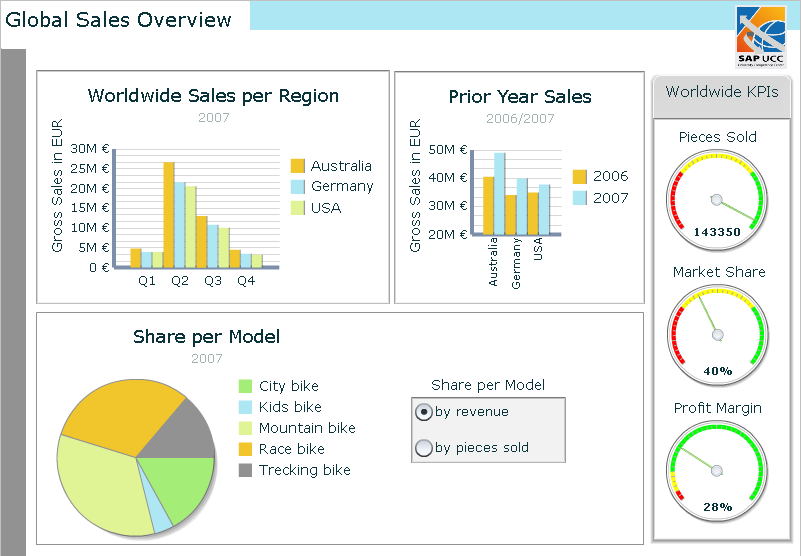 Global Sales Overview
SAP UCC
University Competence Center
Worldwide Sales per Region
2007
Gross Sales in EUR
30M €
25M €
20M €
15M €
10M €
5M €
0 €
Q1 Q2 Q3 Q4
Australia
Germany
USA
Prior Year Sales
2006/2007
Gross Sales in EUR
50M €
40M €
30M €
20M €
Australia
Germany
USA
2006
2007
Worldwide KPIs
Pieces Sold
143350
Market Share
40%
Profit Margin
28%
Share per Model
2007
City bike
Kids bike
Mountain bike
Race bike
Trecking bike
Share per Model
by revenue
by pieces sold